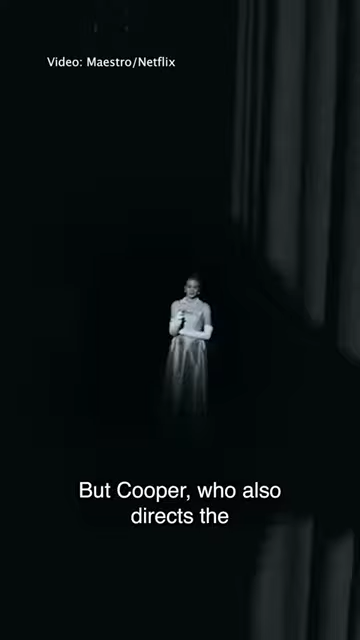 Video: Maestro/Netflix
But Cooper, who also
directs the